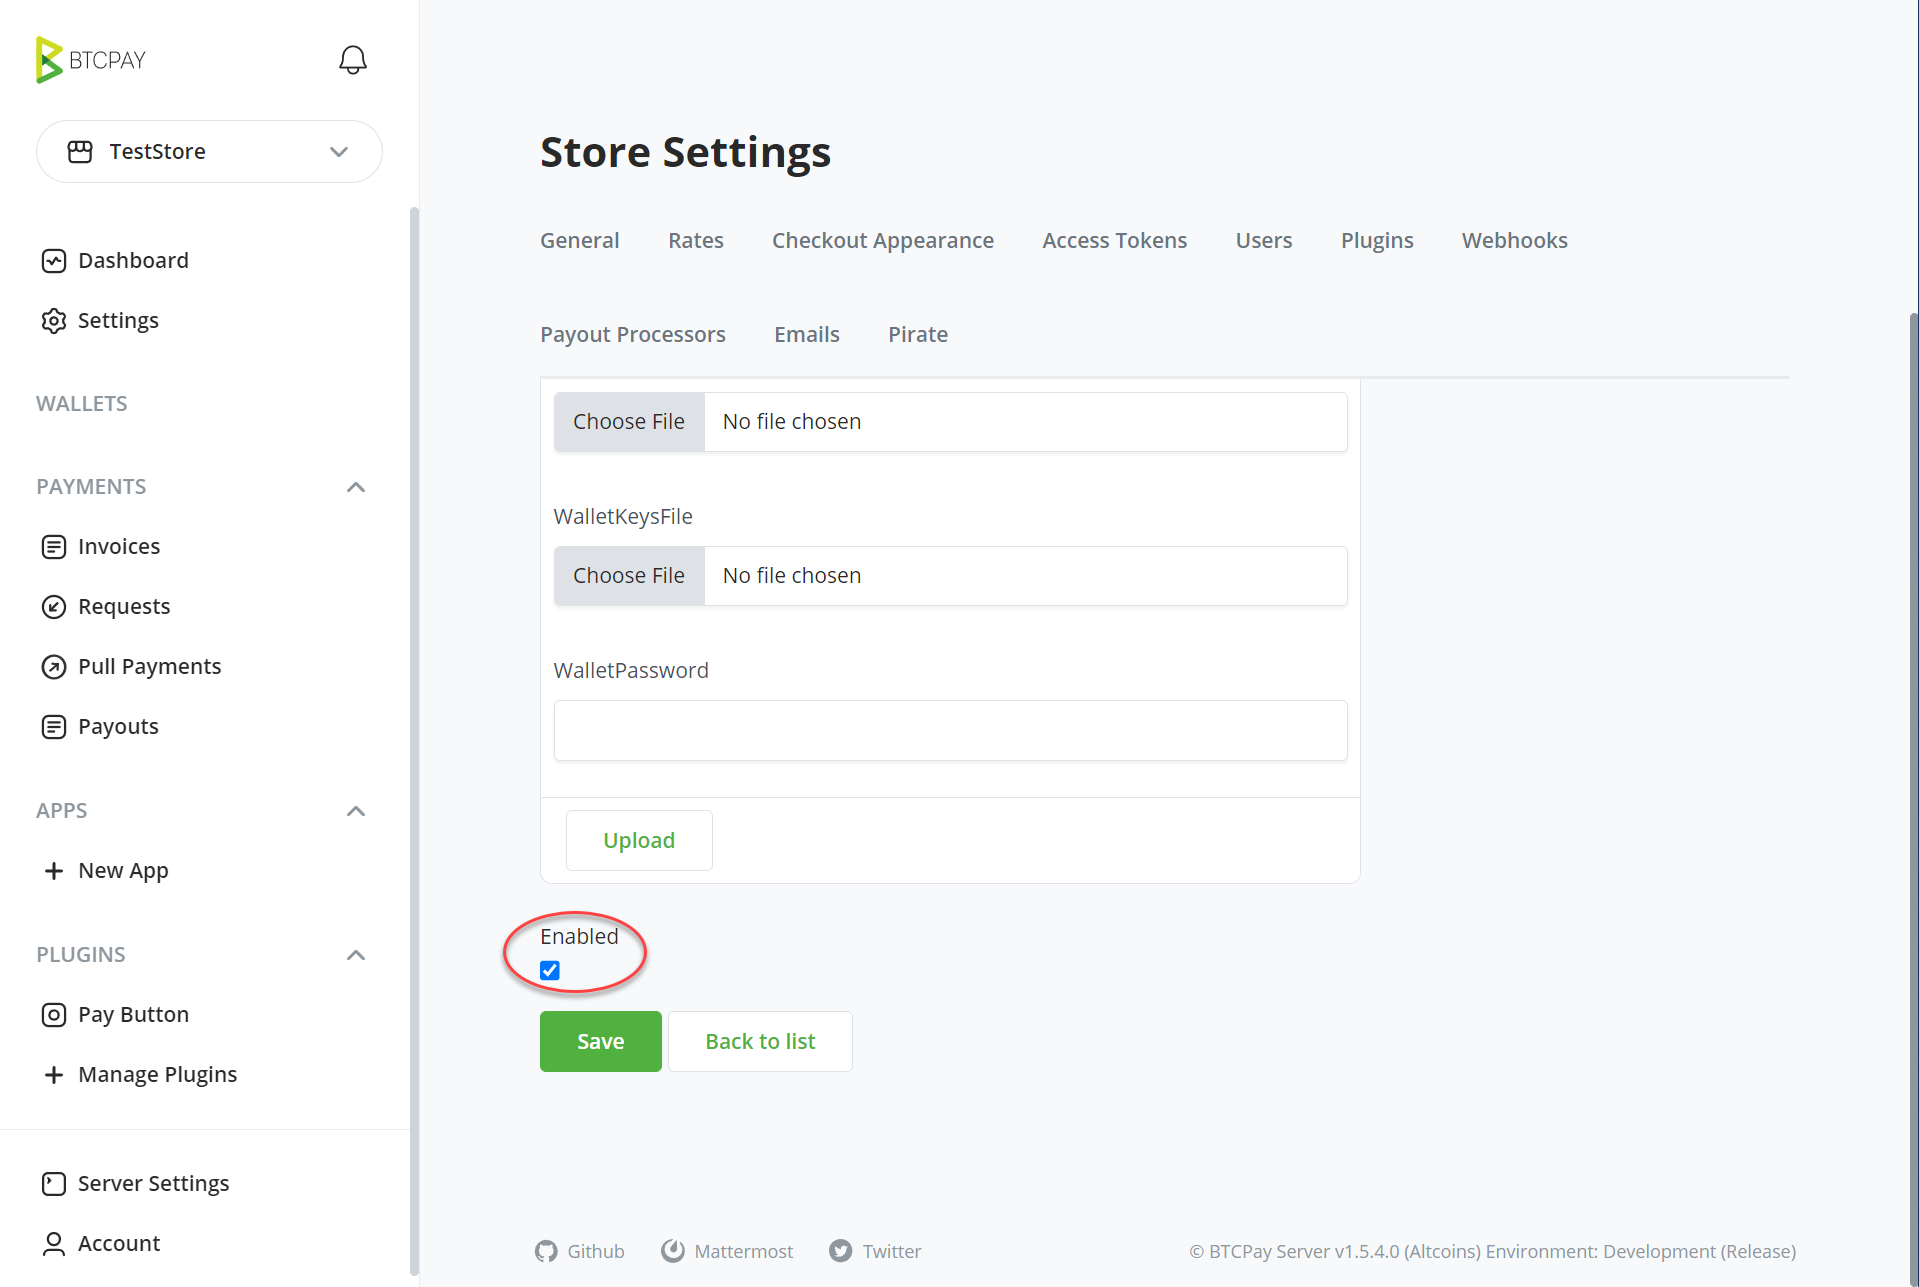 BTCPAY
TestStore
Dashboard
Settings
WALLETS
PAYMENTS
Invoices
Requests
Pull Payments
Payouts
APPS
New App
PLUGINS
Pay Button
Manage Plugins
Server Settings
Account
Store Settings
General Rates Checkout Appearance Access Tokens Users Plugins Webhooks
Payout Processors Emails Pirate
Choose File No file chosen
WalletKeysFile
Choose File No file chosen
WalletPassword
Upload
Enabled
Save Back to list
Github Mattermost Twitter © BTCPay Server v1.5.4.0 (Altcoins) Environment: Development (Release)